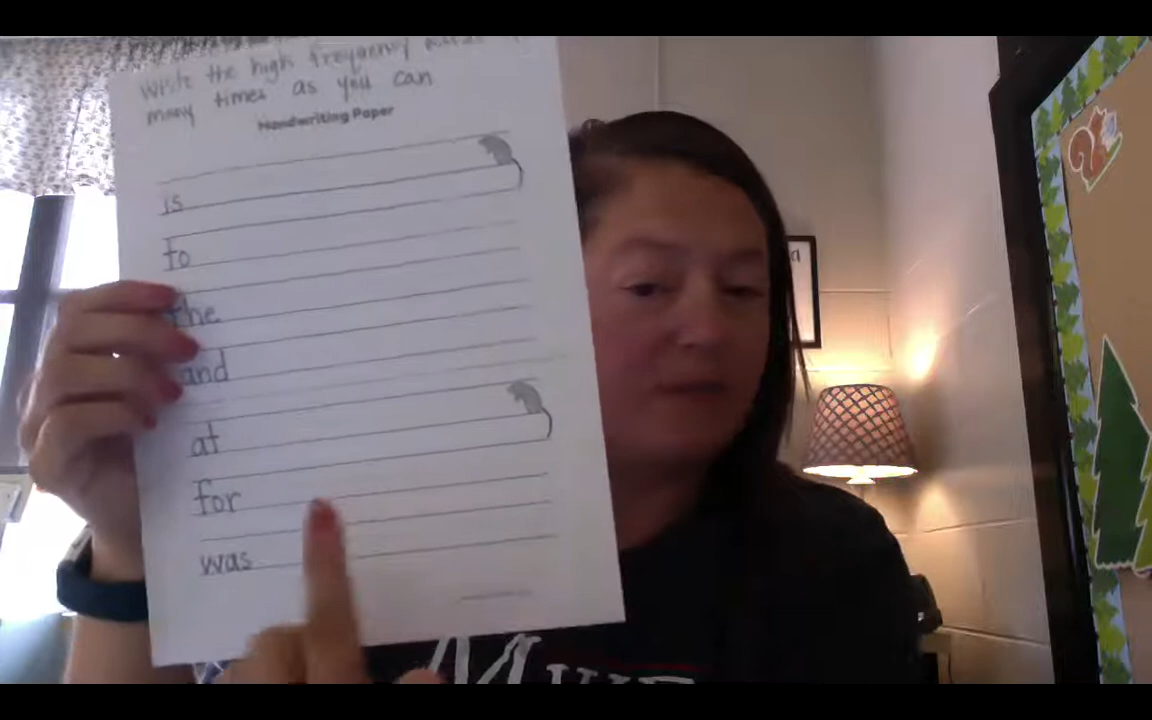 Write the high frequency
many times as you can
Handwriting Paper
is
to
the
and
at
for
was